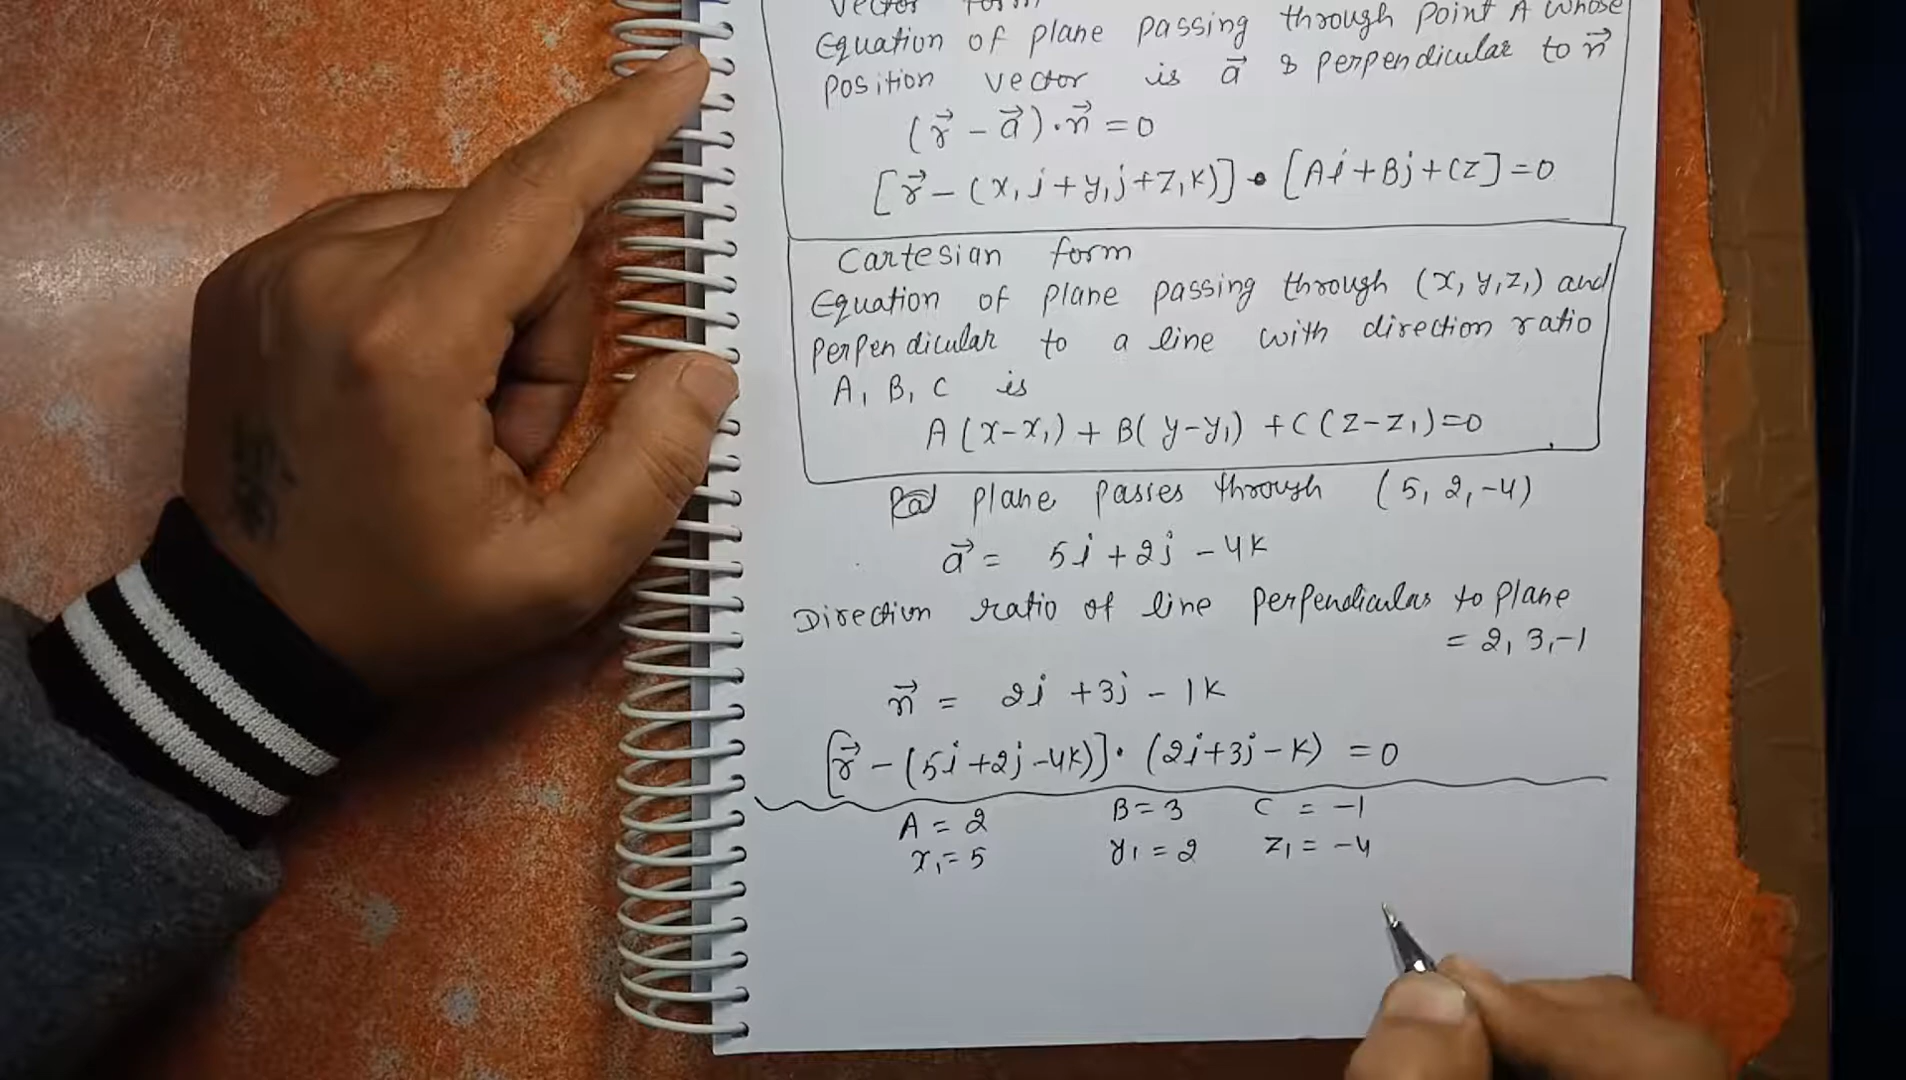 Vector form
Equation of plane passing through point A whose
position vector is a⃗ & perpendicular to n⃗
(r⃗ - a⃗) · n⃗ = 0
[r⃗ - (x₁i + y₁j + z₁k)] • [Ai + Bj + CZ] = 0
Cartesian form
Equation of plane passing through (x, y, z₁) and
perpendicular to a line with direction ratio
A, B, C is
A(x-x₁) + B(y-y₁) + C(z-z₁)=0
plane passes through (5, 2, -4)
a⃗ = 5i + 2j - 4k
Direction ratio of line perpendicular to plane
= 2, 3, -1
n⃗ = 2i + 3j - 1k
[r⃗ - (5i + 2j - 4k)] · (2i + 3j - k) = 0
A = 2 B = 3 C = -1
x₁ = 5 y₁ = 2 z₁ = -4